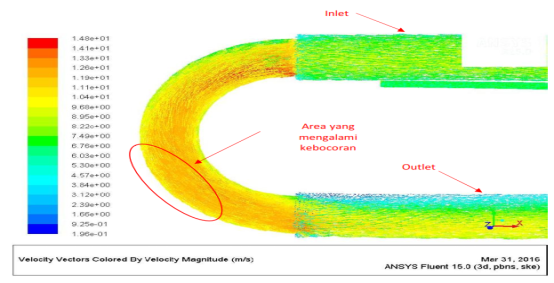 Inlet
1.48e+01
1.41e+01
1.33e+01
1.26e+01
1.19e+01
1.11e+01
1.04e+01
9.68e+00
8.95e+00
8.22e+00
7.49e+00
6.76e+00
6.03e+00
5.30e+00
4.57e+00
3.84e+00
3.12e+00
2.39e+00
1.66e+00
9.25e-01
1.96e-01
Area yang
mengalami
kebocoran
Outlet
Z X
Velocity Vectors Colored By Velocity Magnitude (m/s)
Mar 31, 2016
ANSYS Fluent 15.0 (3d, pbns, ske)